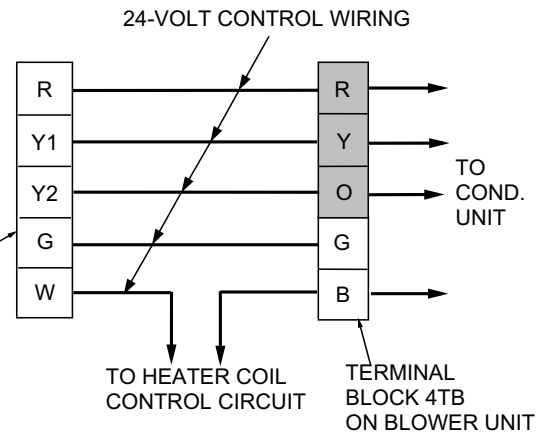 24-VOLT CONTROL WIRING
R R
Y1 Y
Y2 O
G G
W B
TO
COND.
UNIT
TO HEATER COIL
CONTROL CIRCUIT
TERMINAL
BLOCK 4TB
ON BLOWER UNIT